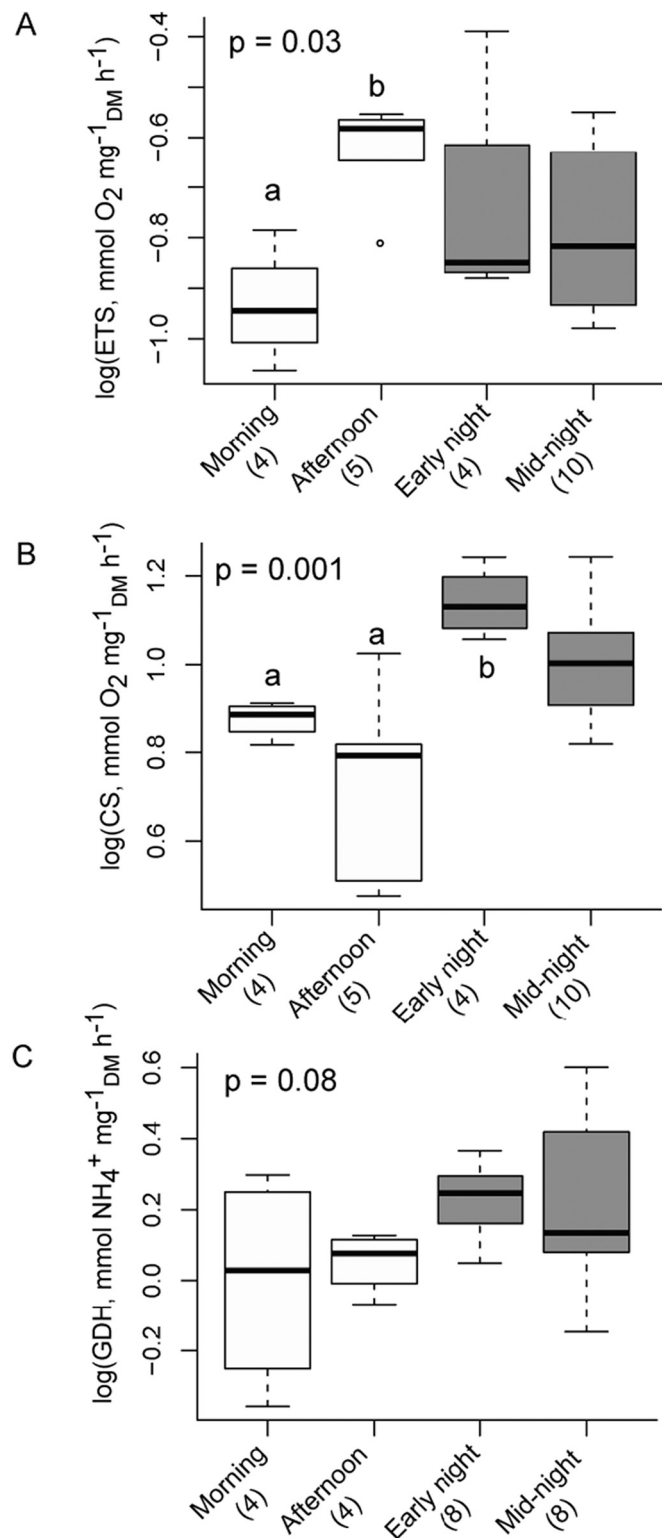 A
p = 0.03
a
b
log(ETS, mmol O₂ mg⁻¹DM h⁻¹)
−0.4
−0.6
−0.8
−1.0
Morning
(4)
Afternoon
(5)
Early night
(4)
Mid-night
(10)
B
p = 0.001
a
a
b
log(CS, mmol O₂ mg⁻¹DM h⁻¹)
1.2
1.0
0.8
0.6
Morning
(4)
Afternoon
(5)
Early night
(4)
Mid-night
(10)
C
p = 0.08
log(GDH, mmol NH₄⁺ mg⁻¹DM h⁻¹)
0.6
0.4
0.2
0.0
−0.2
Morning
(4)
Afternoon
(4)
Early night
(8)
Mid-night
(8)